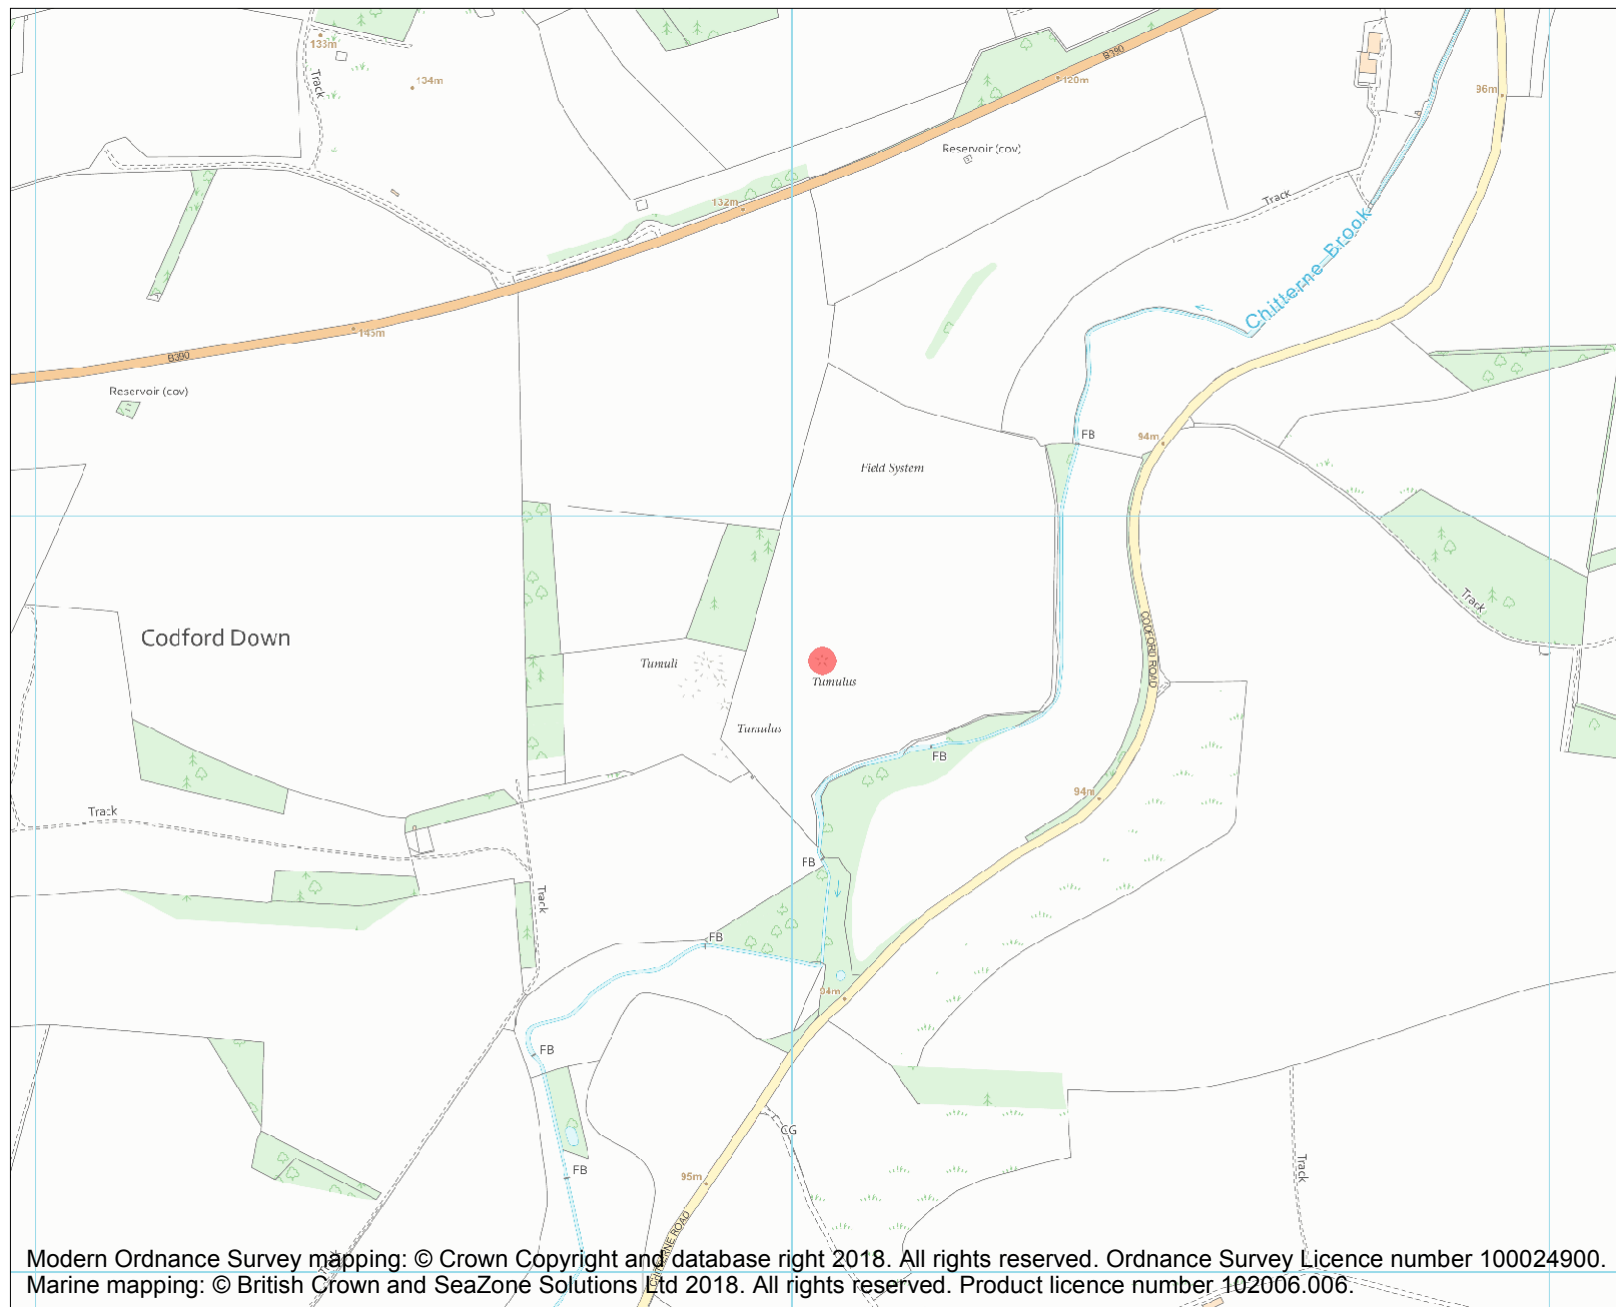 133m
134m
Track
B390
120m
96m
Reservoir (cov)
132m
Track
Chitterne Brook
145m
B390
Reservoir (cov)
FB
94m
Field System
Track
CODFORD ROAD
Codford Down
Tumuli
Tumulus
Tumulus
FB
94m
Track
FB
Track
FB
94m
FB
CG
FB
95m
Track
CHITTERNE ROAD
Track
Modern Ordnance Survey mapping: © Crown Copyright and database right 2018. All rights reserved. Ordnance Survey Licence number 100024900.
Marine mapping: © British Crown and SeaZone Solutions Ltd 2018. All rights reserved. Product licence number 102006.006.